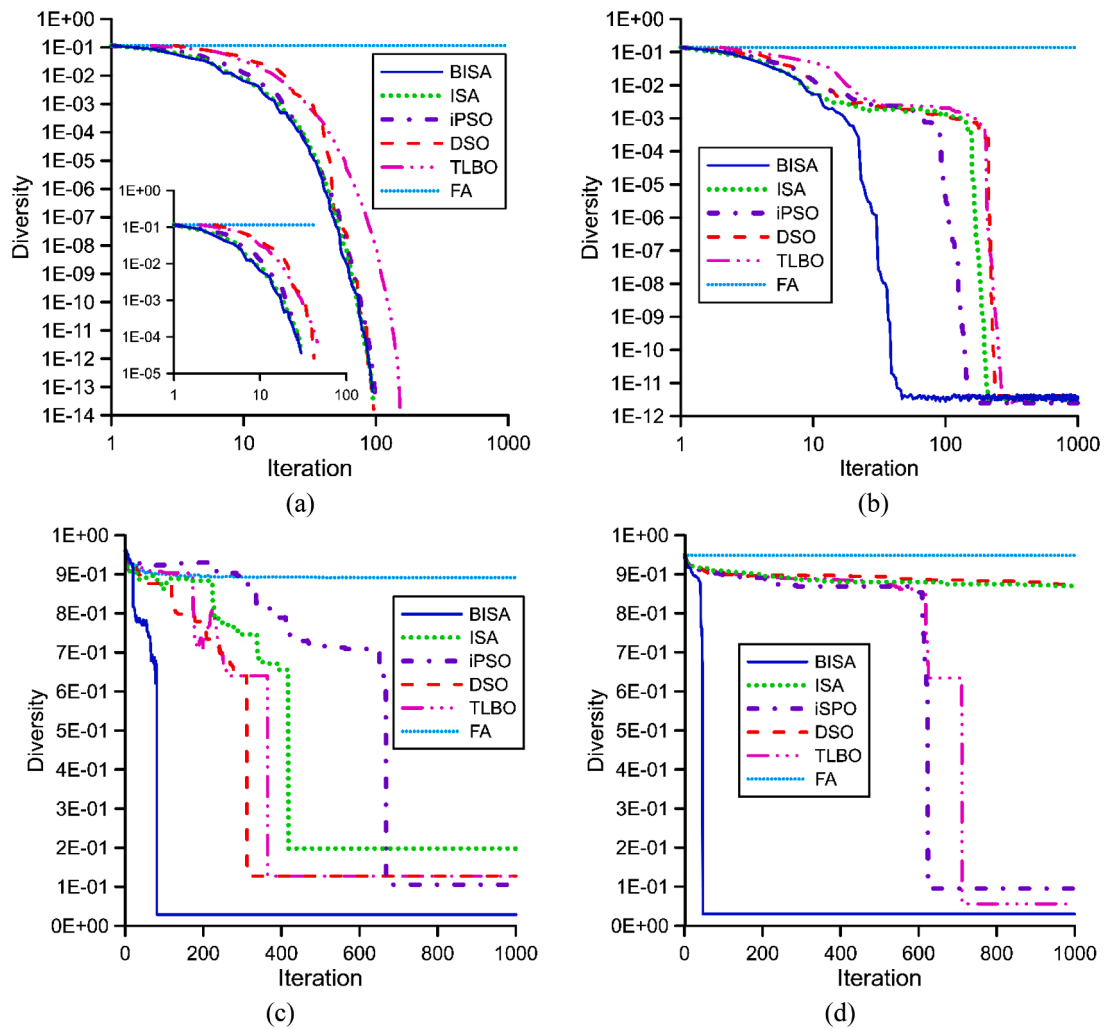 1E+00
1E-01
1E-02
1E-03
1E-04
1E-05
1E-06
1E-07
1E-08
1E-09
1E-10
1E-11
1E-12
1E-13
1E-14
Diversity
BISA
ISA
iPSO
DSO
TLBO
FA
1E+00
1E-01
1E-02
1E-03
1E-04
1E-05
1 10 100
1 10 100 1000
Iteration
(a)
1E+00
1E-01
1E-02
1E-03
1E-04
1E-05
1E-06
1E-07
1E-08
1E-09
1E-10
1E-11
1E-12
Diversity
BISA
ISA
iPSO
DSO
TLBO
FA
1 10 100 1000
Iteration
(b)
1E+00
9E-01
8E-01
7E-01
6E-01
5E-01
4E-01
3E-01
2E-01
1E-01
0E+00
Diversity
BISA
ISA
iPSO
DSO
TLBO
FA
0 200 400 600 800 1000
Iteration
(c)
1E+00
9E-01
8E-01
7E-01
6E-01
5E-01
4E-01
3E-01
2E-01
1E-01
0E+00
Diversity
BISA
ISA
iSPO
DSO
TLBO
FA
0 200 400 600 800 1000
Iteration
(d)